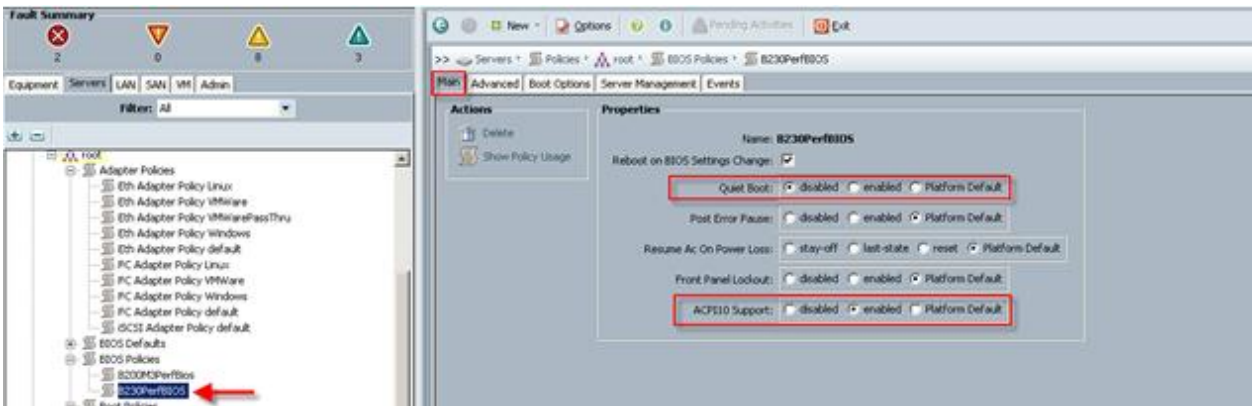 Fault Summary
2 0 8 3
Equipment Servers LAN SAN VM Admin
Filter: All
root
Adapter Policies
Eth Adapter Policy Linux
Eth Adapter Policy VMWare
Eth Adapter Policy VMWarePassThru
Eth Adapter Policy Windows
Eth Adapter Policy default
FC Adapter Policy Linux
FC Adapter Policy VMWare
FC Adapter Policy Windows
FC Adapter Policy default
iSCSI Adapter Policy default
BIOS Defaults
BIOS Policies
B200M3PerfBios
B230PerfBIOS
Boot Policies
New Options Pending Activities Exit
>> Servers Policies root BIOS Policies B230PerfBIOS
Main Advanced Boot Options Server Management Events
Actions
Delete
Show Policy Usage
Properties
Name: B230PerfBIOS
Reboot on BIOS Settings Change:
Quiet Boot: disabled enabled Platform Default
Post Error Pause: disabled enabled Platform Default
Resume Ac On Power Loss: stay-off last-state reset Platform Default
Front Panel Lockout: disabled enabled Platform Default
ACPI10 Support: disabled enabled Platform Default